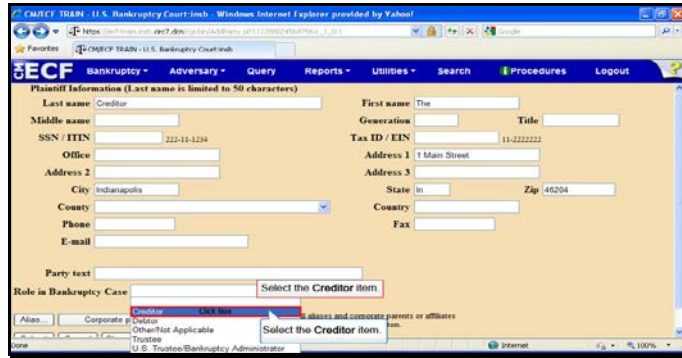 CM/ECF TRAIN - U.S. Bankruptcy Court:insb - Windows Internet Explorer provided by Yahoo!
Google
Favorites CM/ECF TRAIN - U.S. Bankruptcy Court:insb
CM ECF Bankruptcy Adversary Query Reports Utilities Search Procedures Logout ?
Plaintiff Information (Last name is limited to 50 characters)
Last name Creditor First name The
Middle name Generation Title
SSN / ITIN 222-11-1234 Tax ID / EIN 11-2222222
Office Address 1 1 Main Street
Address 2 Address 3
City Indianapolis State In Zip 46204
County Country
Phone Fax
E-mail
Party text
Role in Bankruptcy Case Select the Creditor item.
Creditor Click Box
Alias... Corporate p Debtor aliases and corporate parents or affiliates
Other/Not Applicable Select the Creditor item.
Trustee
U.S. Trustee/Bankruptcy Administrator
Done Internet 100%